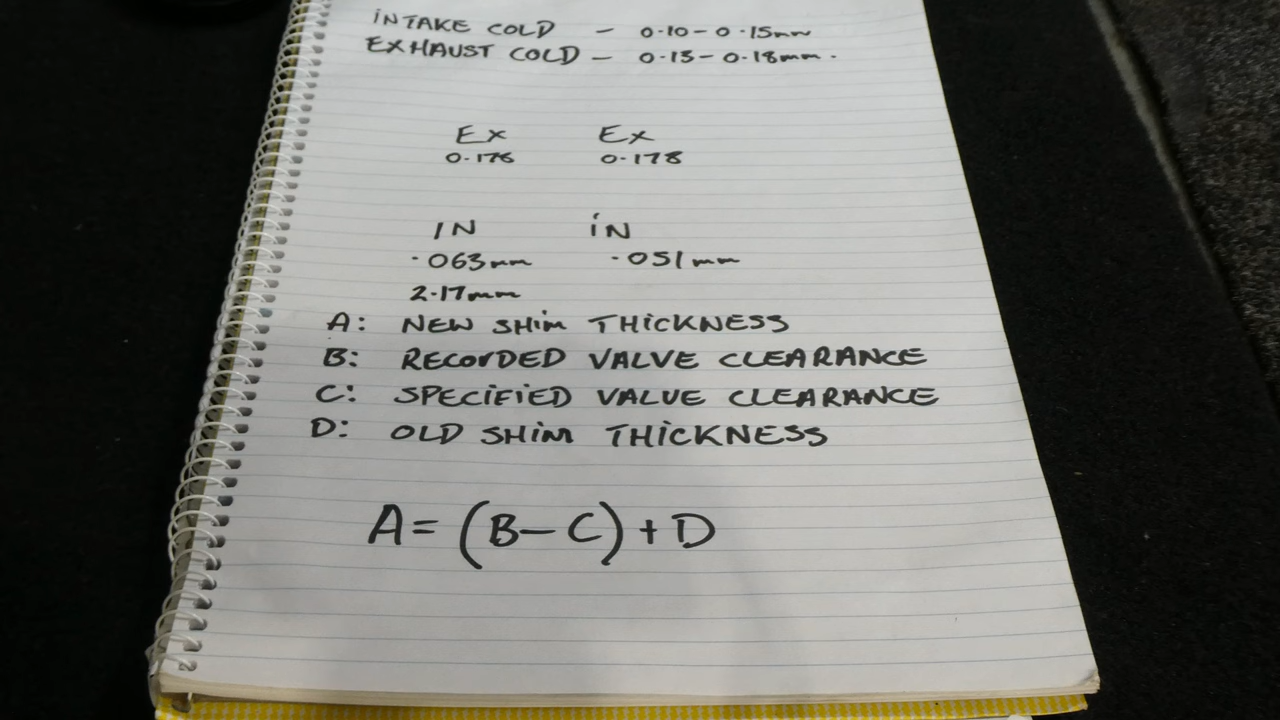 INTAKE COLD - 0.10-0.15mm
EXHAUST COLD - 0.13-0.18mm.
EX EX
0.178 0.178
IN IN
.063mm .051mm
2.17mm
A: NEW SHIM THICKNESS
B: RECORDED VALVE CLEARANCE
C: SPECIFIED VALVE CLEARANCE
D: OLD SHIM THICKNESS
A=(B-C)+D